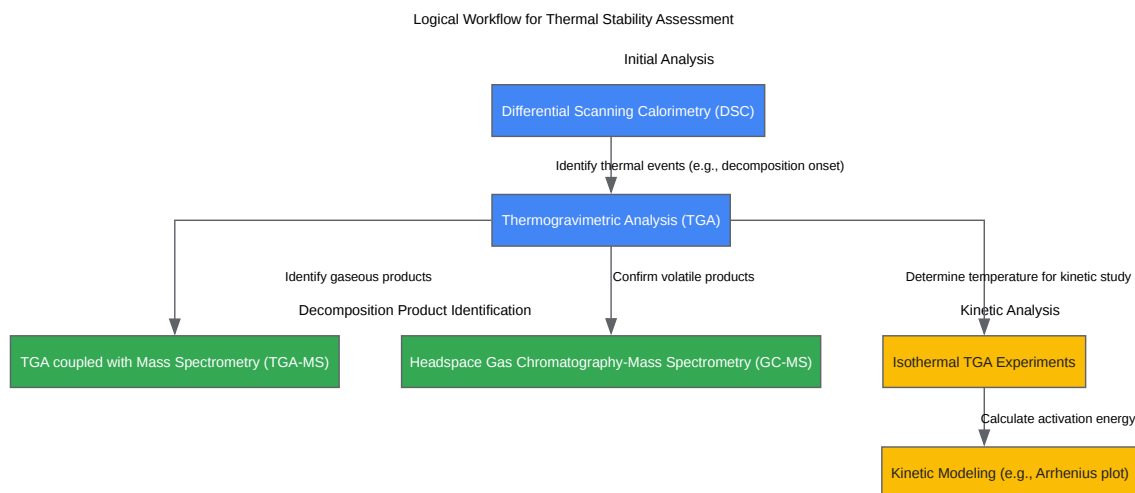 Logical Workflow for Thermal Stability Assessment
Initial Analysis
Differential Scanning Calorimetry (DSC)
Identify thermal events (e.g., decomposition onset)
Thermogravimetric Analysis (TGA)
Identify gaseous products
Confirm volatile products
Determine temperature for kinetic study
Decomposition Product Identification
Kinetic Analysis
TGA coupled with Mass Spectrometry (TGA-MS)
Headspace Gas Chromatography-Mass Spectrometry (GC-MS)
Isothermal TGA Experiments
Calculate activation energy
Kinetic Modeling (e.g., Arrhenius plot)